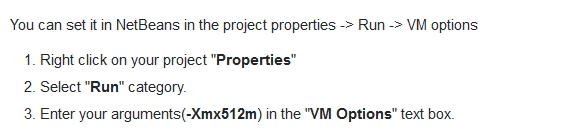 You can set it in NetBeans in the project properties -> Run -> VM options
1. Right click on your project "Properties"
2. Select "Run" category.
3. Enter your arguments(-Xmx512m) in the "VM Options" text box.